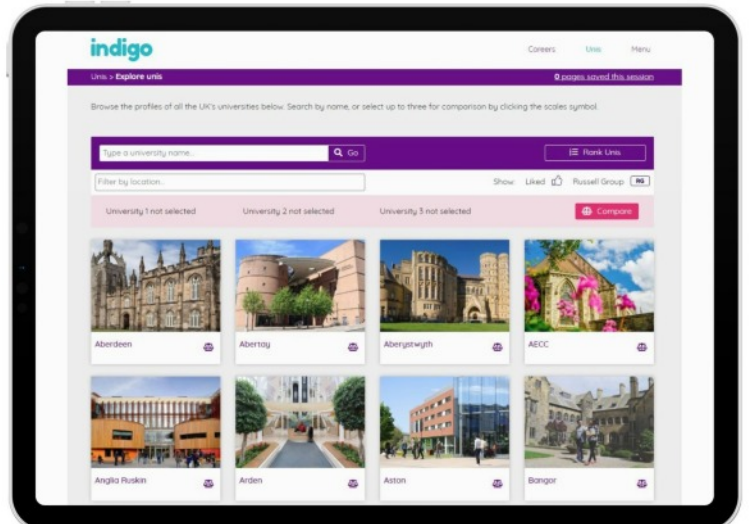 indigo
Careers Unis Menu
Unis > Explore unis 0 pages saved this session
Browse the profiles of all the UK's universities below. Search by name, or select up to three for comparison by clicking the scales symbol.
Type a university name... Go Rank Unis
Filter by location... Show: Liked Russell Group RG
University 1 not selected University 2 not selected University 3 not selected Compare
Aberdeen Abertay Aberystwyth AECC
Anglia Ruskin Arden Aston Bangor